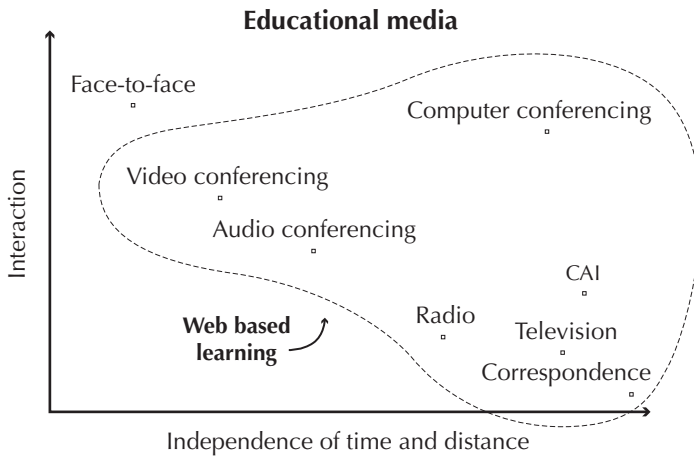 Educational media
Face-to-face
Computer conferencing
Video conferencing
Audio conferencing
CAI
Radio
Web based
learning
Television
Correspondence
Interaction
Independence of time and distance